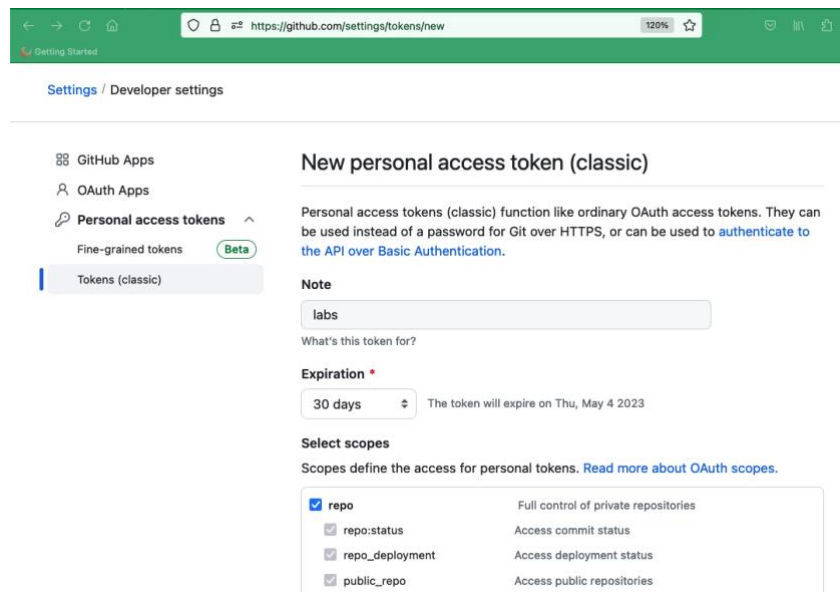 https://github.com/settings/tokens/new
120%
Getting Started
Settings / Developer settings
GitHub Apps
OAuth Apps
Personal access tokens
Fine-grained tokens
Beta
Tokens (classic)
New personal access token (classic)
Personal access tokens (classic) function like ordinary OAuth access tokens. They can
be used instead of a password for Git over HTTPS, or can be used to authenticate to
the API over Basic Authentication.
Note
labs
What's this token for?
Expiration *
30 days
The token will expire on Thu, May 4 2023
Select scopes
Scopes define the access for personal tokens. Read more about OAuth scopes.
repo Full control of private repositories
repo:status Access commit status
repo_deployment Access deployment status
public_repo Access public repositories